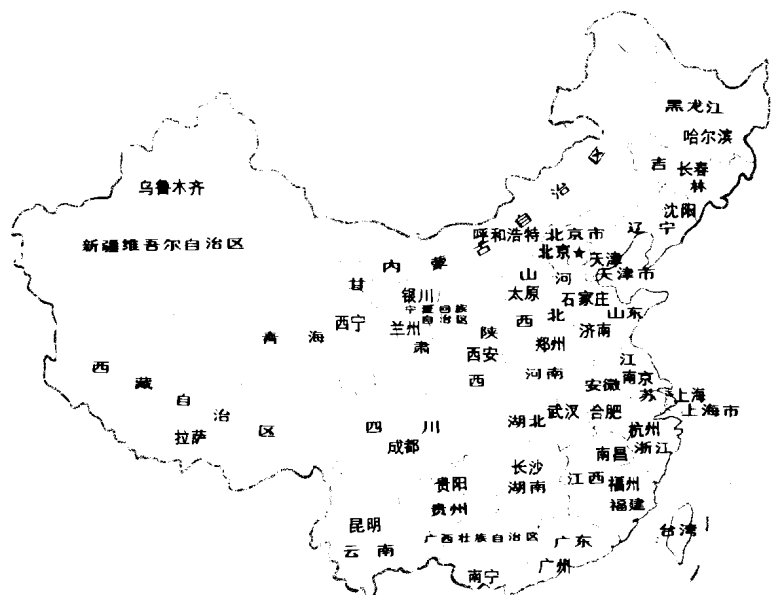 黑龙江
哈尔滨
吉林
长春
乌鲁木齐
沈阳
辽宁
新疆维吾尔自治区
内蒙古自治区
呼和浩特
北京市
北京★
天津
天津市
甘肃
银川
宁夏回族
自治区
山西
太原
河北
石家庄
山东
济南
青海
西宁
兰州
陕西
西安
郑州
河南
江苏
南京
安徽
合肥
上海
上海市
西藏自治区
拉萨
四川
成都
湖北
武汉
杭州
浙江
南昌
江西
长沙
湖南
贵阳
贵州
福州
福建
昆明
云南
广西壮族自治区
南宁
广东
广州
台湾